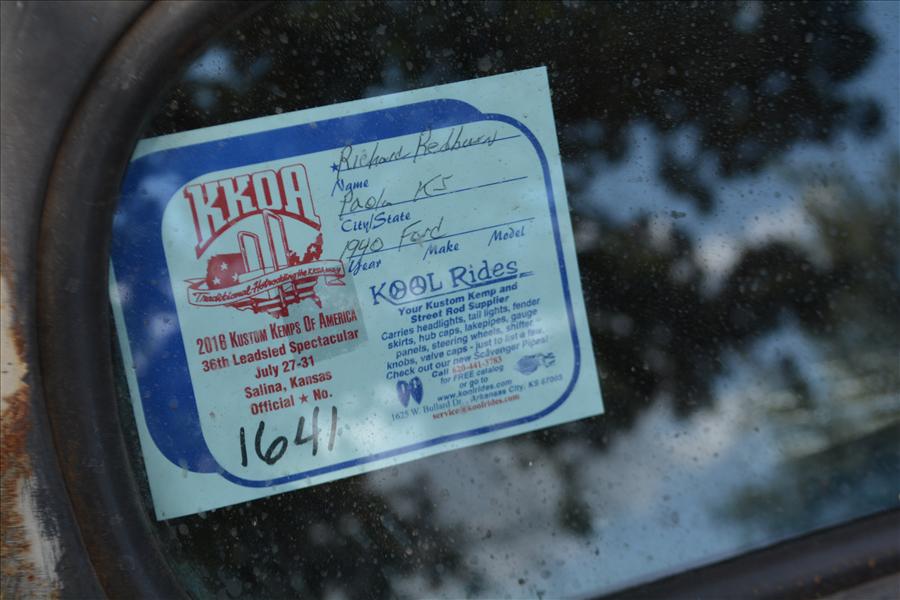 KKOA
Traditional Hotrodding the KKOA way
2016 KUSTOM KEMPS OF AMERICA
36th Leadsled Spectacular
July 27-31
Salina, Kansas
Official ★ No.
1641
Richard Redburn
★Name
Paola KS
City/State
1940 Ford
Year Make Model
KOOL Rides
Your Kustom Kemp and
Street Rod Supplier
Carries headlights, tail lights, fender
skirts, hub caps, lakepipes, gauge
panels, steering wheels, shifter
knobs, valve caps - just to list a few.
Check out our new Scavenger Pipes!
Call 620-441-3783
for FREE catalog
or go to
www.koolrides.com
1625 W. Bullard Dr., Arkansas City, KS 67005
service@koolrides.com